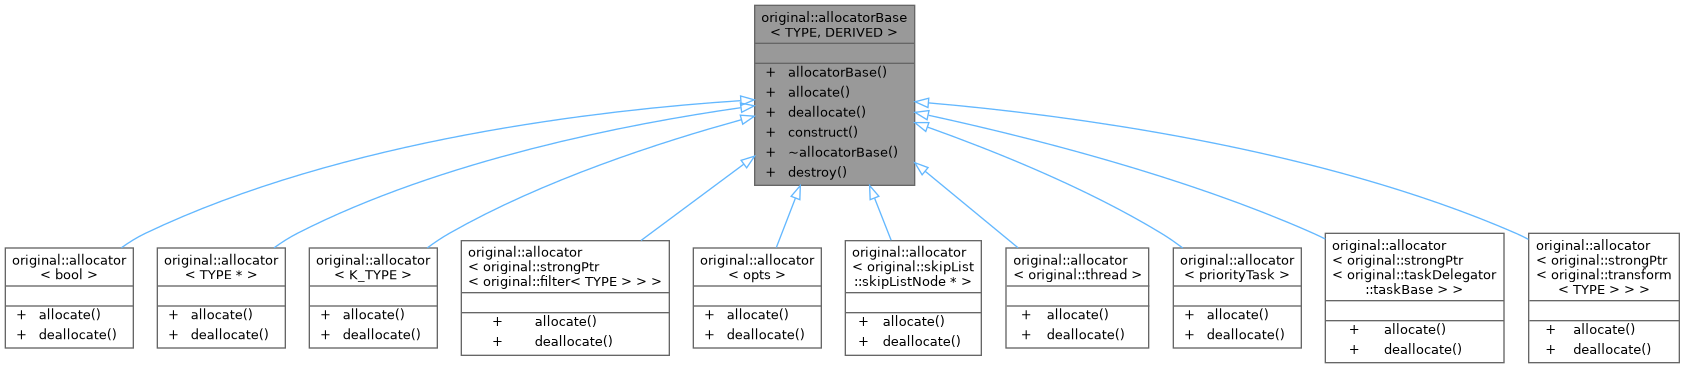 original::allocatorBase
< TYPE, DERIVED >
+ allocatorBase()
+ allocate()
+ deallocate()
+ construct()
+ ~allocatorBase()
+ destroy()
original::allocator
< bool >
+ allocate()
+ deallocate()
original::allocator
< TYPE * >
+ allocate()
+ deallocate()
original::allocator
< K_TYPE >
+ allocate()
+ deallocate()
original::allocator
< original::strongPtr
< original::filter< TYPE > > >
+ allocate()
+ deallocate()
original::allocator
< opts >
+ allocate()
+ deallocate()
original::allocator
< original::skipList
::skipListNode * >
+ allocate()
+ deallocate()
original::allocator
< original::thread >
+ allocate()
+ deallocate()
original::allocator
< priorityTask >
+ allocate()
+ deallocate()
original::allocator
< original::strongPtr
< original::taskDelegator
::taskBase > >
+ allocate()
+ deallocate()
original::allocator
< original::strongPtr
< original::transform
< TYPE > > >
+ allocate()
+ deallocate()